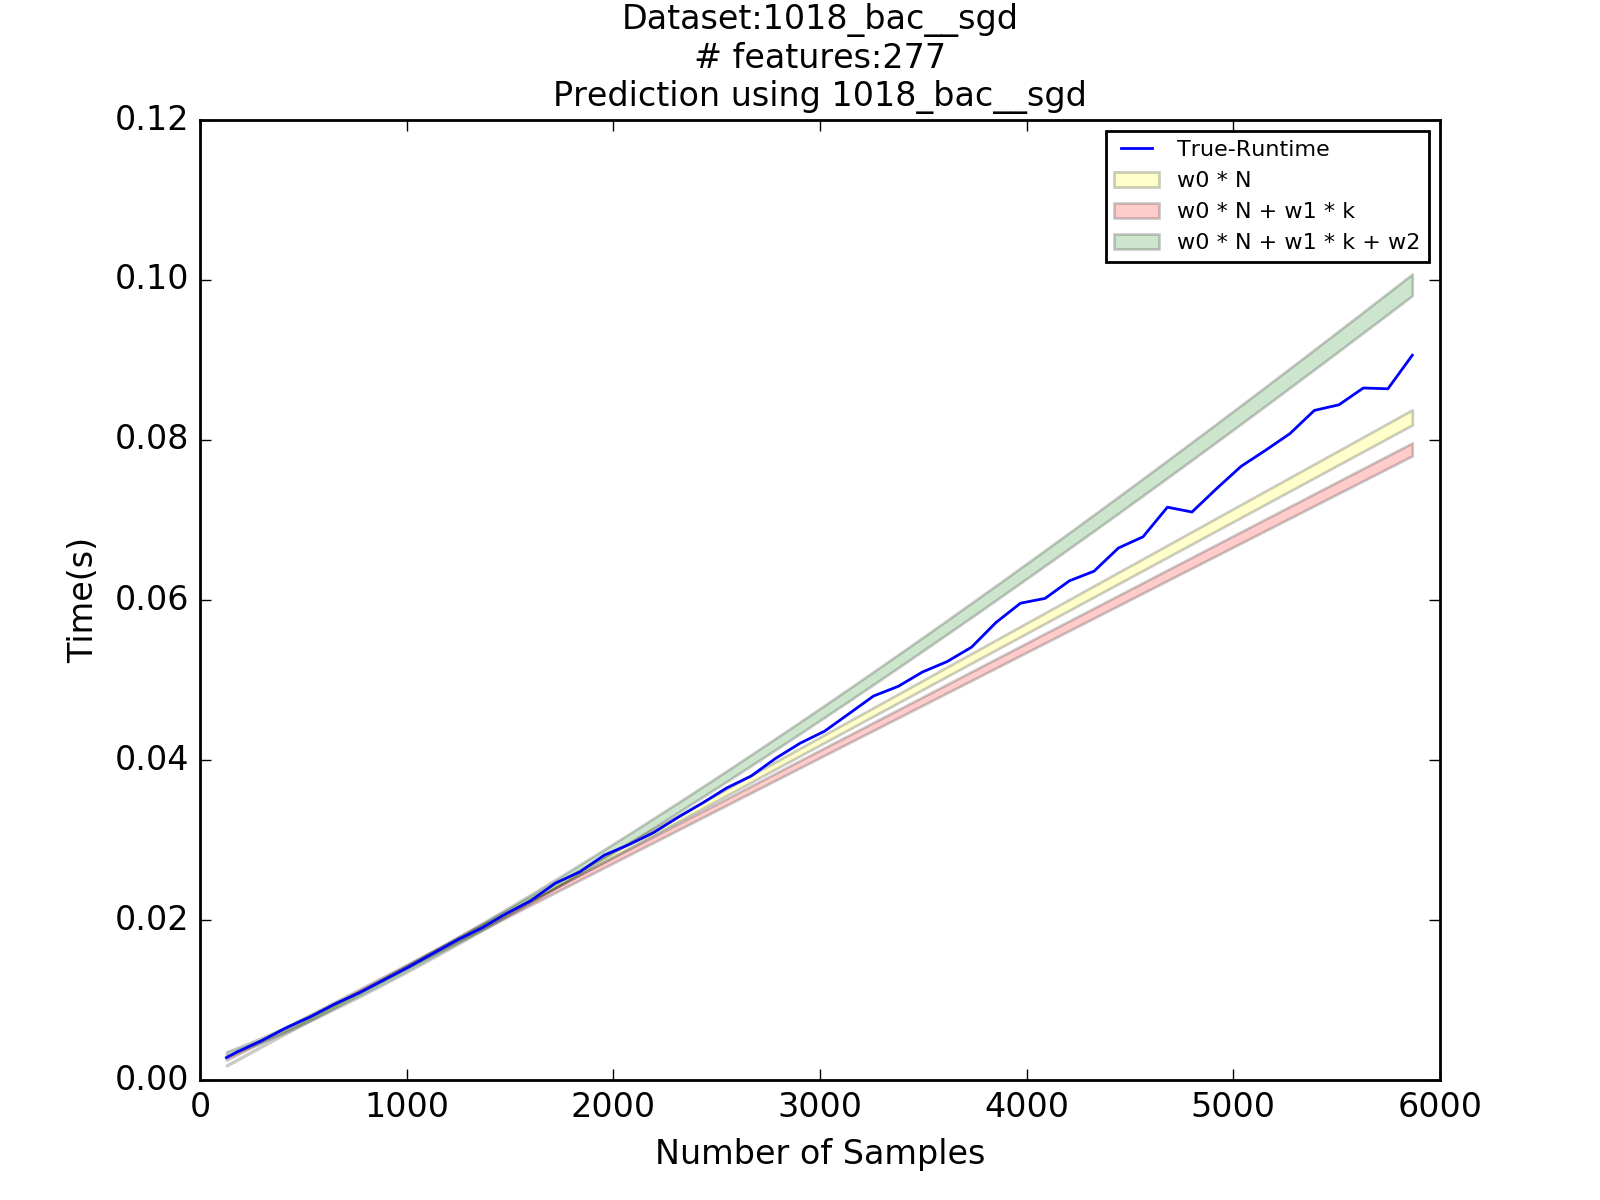 Dataset:1018_bac__sgd
# features:277
Prediction using 1018_bac__sgd
0.12
0.10
0.08
0.06
0.04
0.02
0.00
Time(s)
True-Runtime
w0 * N
w0 * N + w1 * k
w0 * N + w1 * k + w2
0 1000 2000 3000 4000 5000 6000
Number of Samples